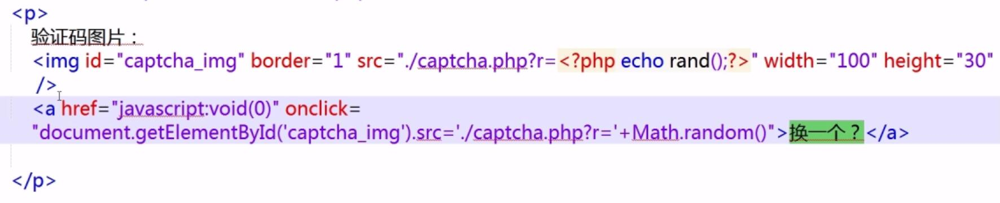 <p>
验证码图片：
<img id="captcha_img" border="1" src="./captcha.php?r=<?php echo rand();?>" width="100" height="30"
/>
<a href="javascript:void(0)" onclick=
"document.getElementById('captcha_img').src='./captcha.php?r='+Math.random()">换一个？</a>
</p>